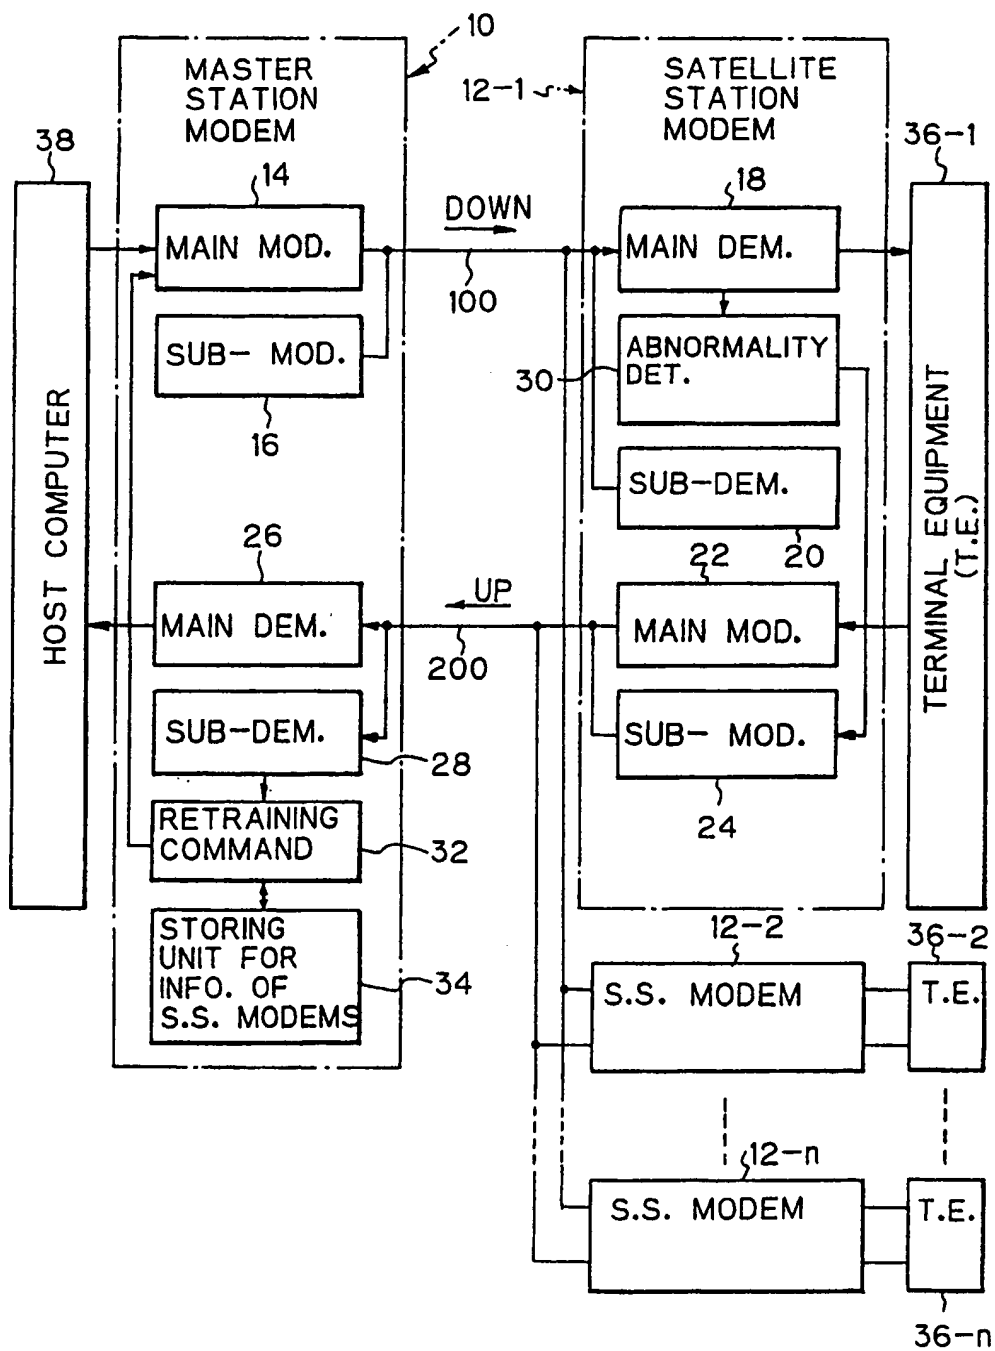 10
MASTER
STATION
MODEM
12-1
SATELLITE
STATION
MODEM
38
36-1
14
DOWN
18
MAIN MOD.
MAIN DEM.
100
SUB- MOD.
30
ABNORMALITY
DET.
16
SUB-DEM.
20
HOST COMPUTER
TERMINAL EQUIPMENT
(T.E.)
26
UP
22
MAIN DEM.
MAIN MOD.
200
SUB-DEM.
28
SUB- MOD.
24
RETRAINING
COMMAND
32
STORING
UNIT FOR
INFO. OF
S.S. MODEMS
34
12-2
36-2
S.S. MODEM
T.E.
12-n
S.S. MODEM
T.E.
36-n